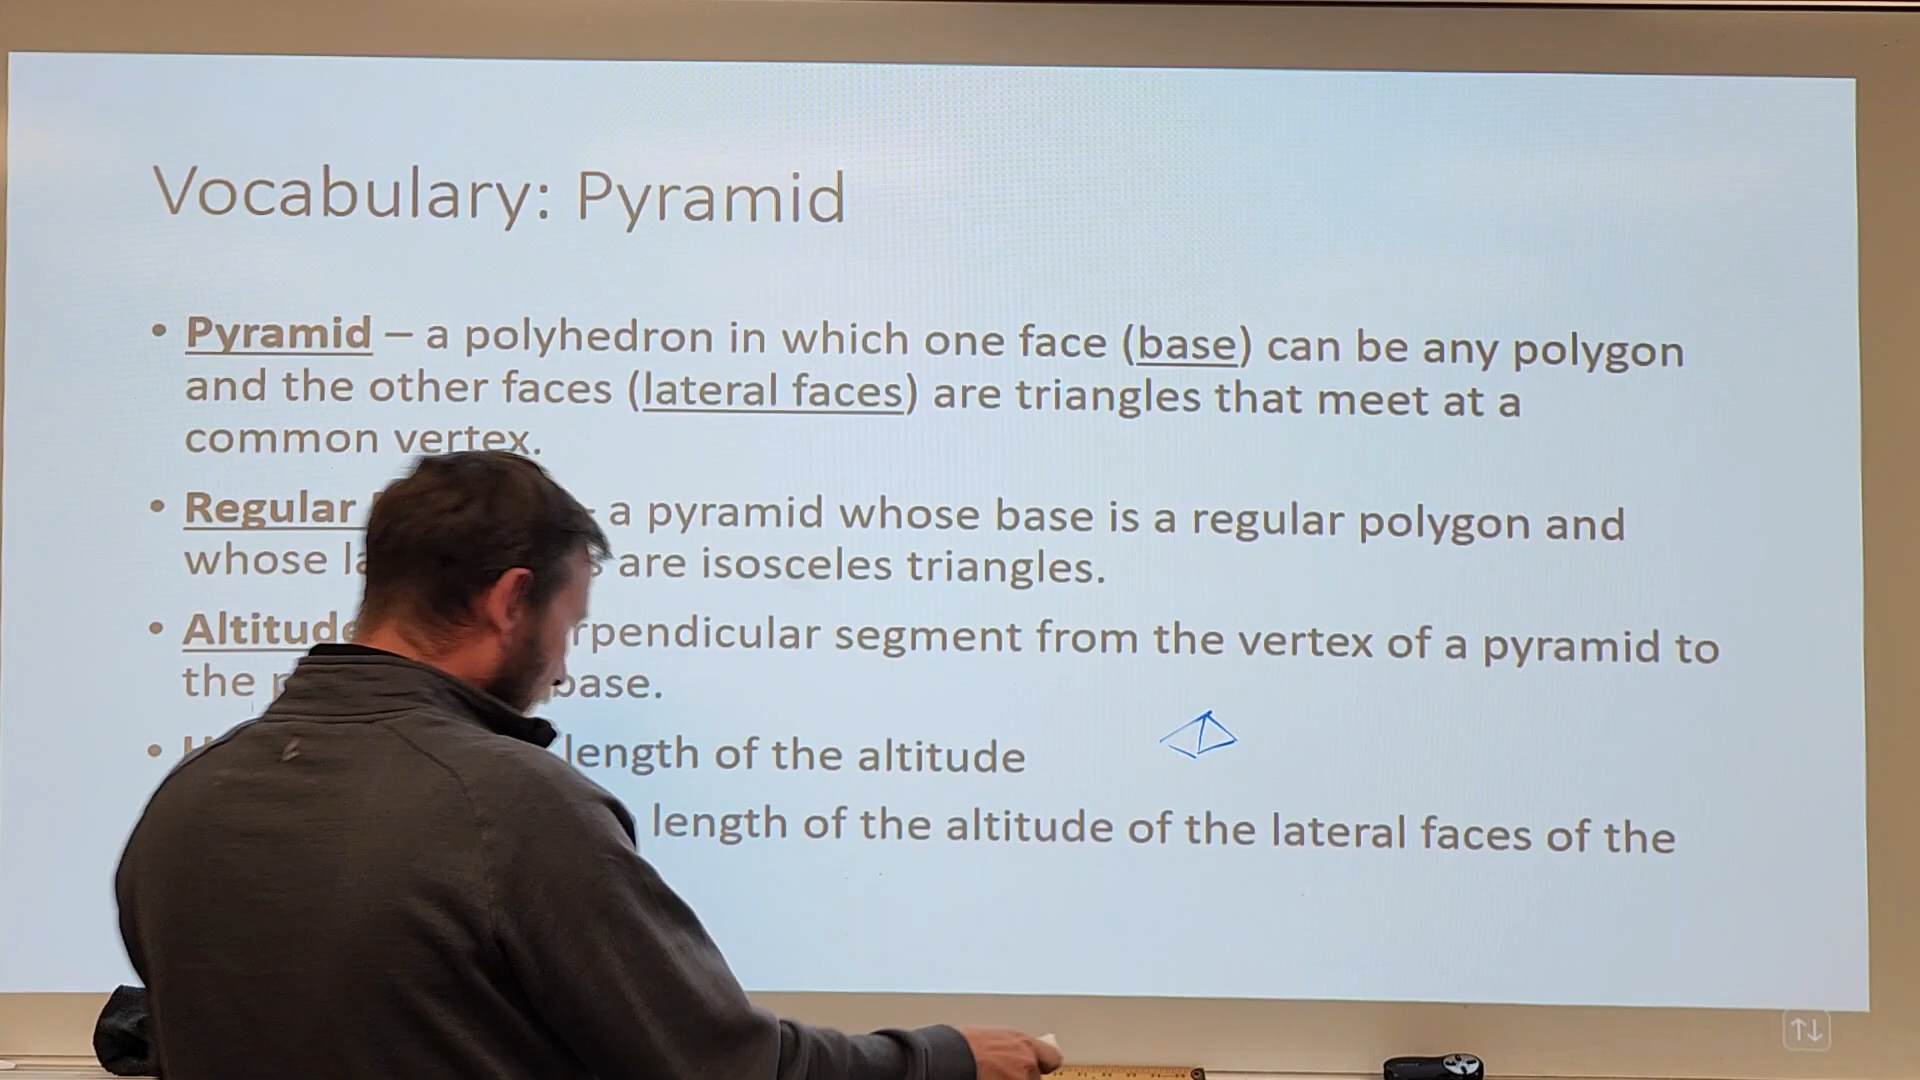 Vocabulary: Pyramid
• Pyramid – a polyhedron in which one face (base) can be any polygon
and the other faces (lateral faces) are triangles that meet at a
common vertex.
• Regular – a pyramid whose base is a regular polygon and
whose are isosceles triangles.
• Altitude segment from the vertex of a pyramid to
the base.
• length of the altitude
length of the altitude of the lateral faces of the